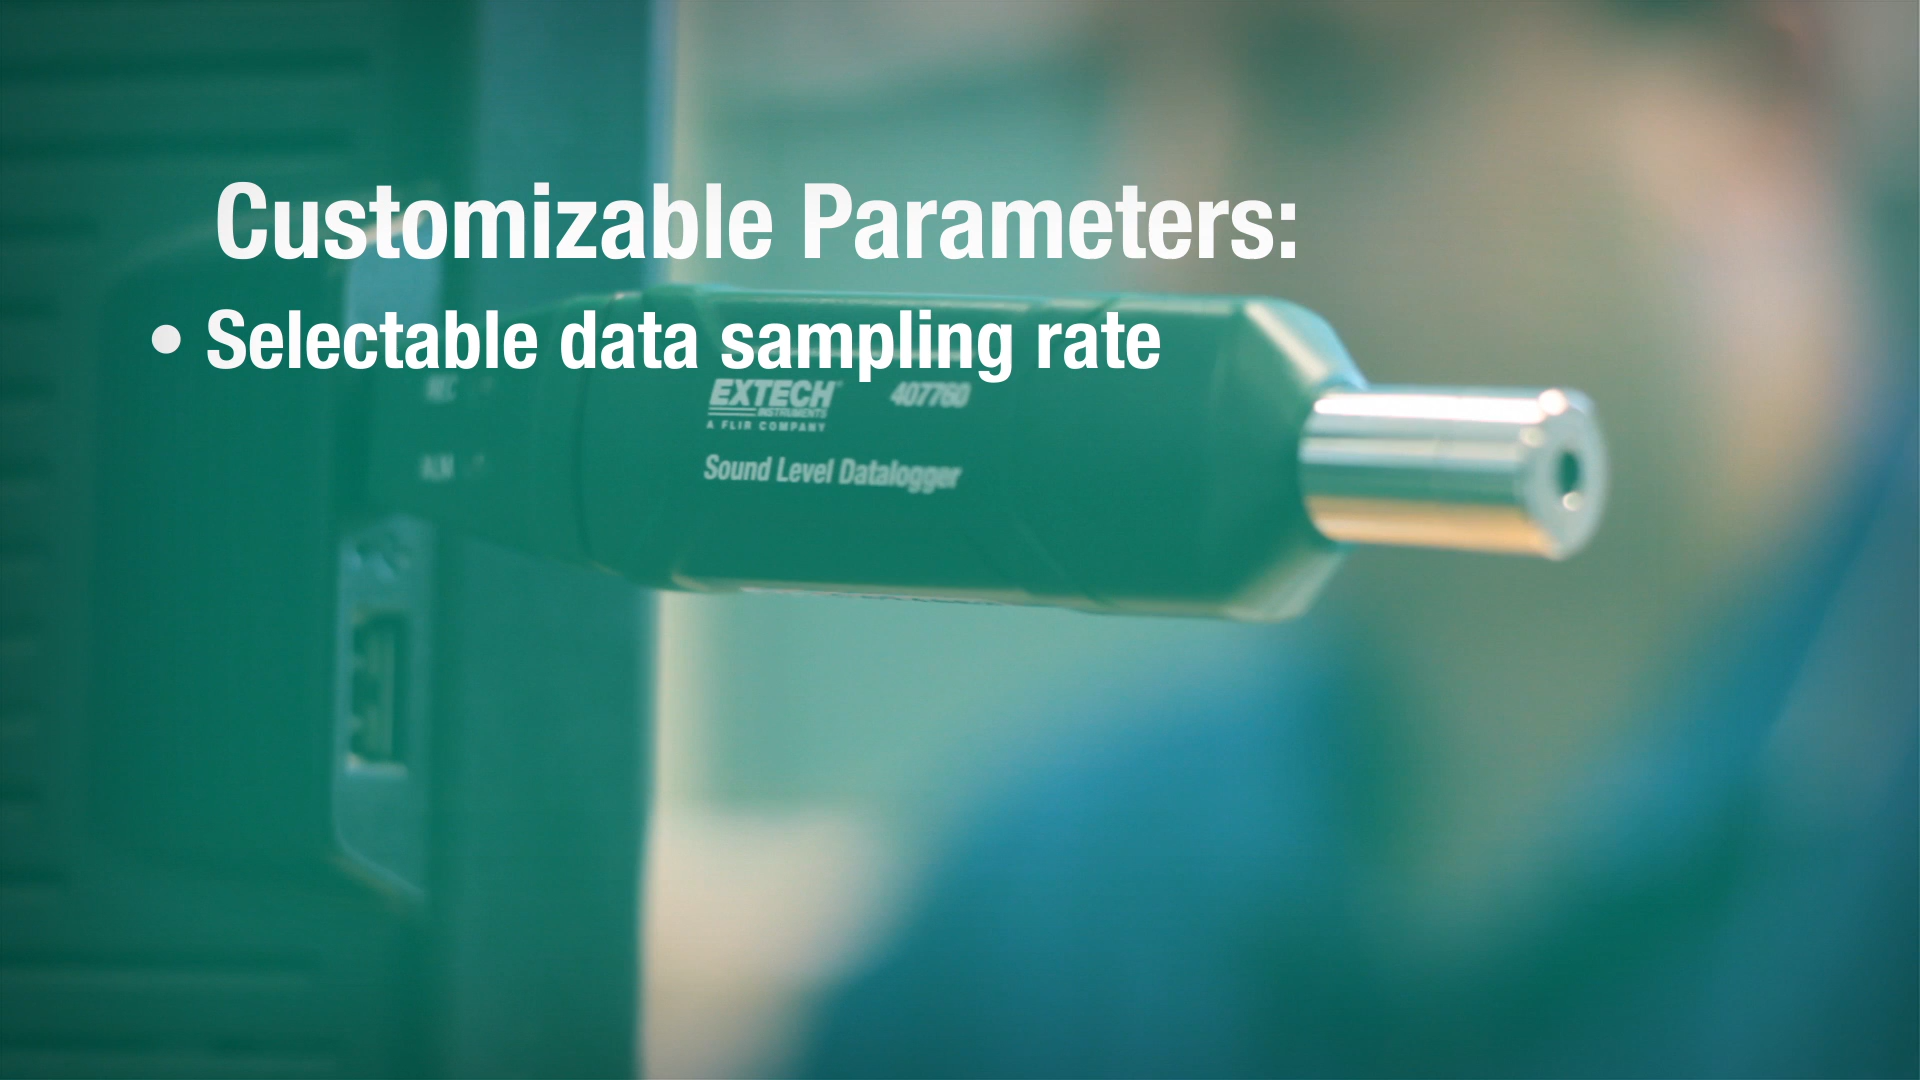 Customizable Parameters:
• Selectable data sampling rate
EXTECH 407760
INSTRUMENTS
A FLIR COMPANY
Sound Level Datalogger